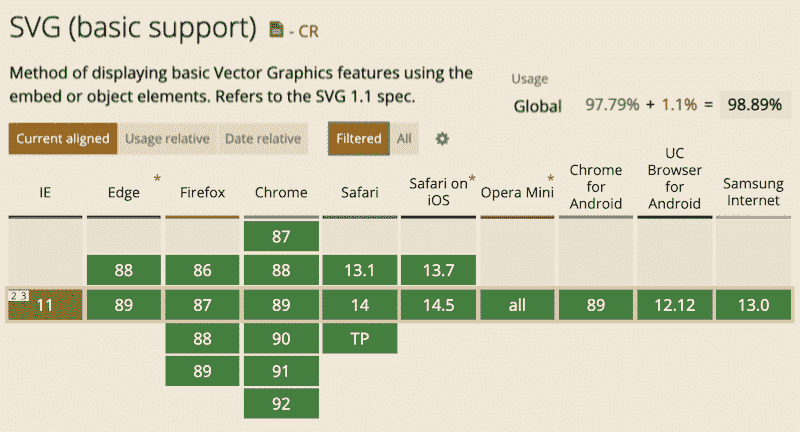 SVG (basic support) - CR
Method of displaying basic Vector Graphics features using the
embed or object elements. Refers to the SVG 1.1 spec.
Usage
Global 97.79% + 1.1% = 98.89%
Current aligned Usage relative Date relative Filtered All
IE Edge * Firefox Chrome Safari Safari on iOS * Opera Mini * Chrome for Android UC Browser for Android Samsung Internet
87
88 86 88 13.1 13.7
2 3 11 89 87 89 14 14.5 all 89 12.12 13.0
88 90 TP
89 91
92